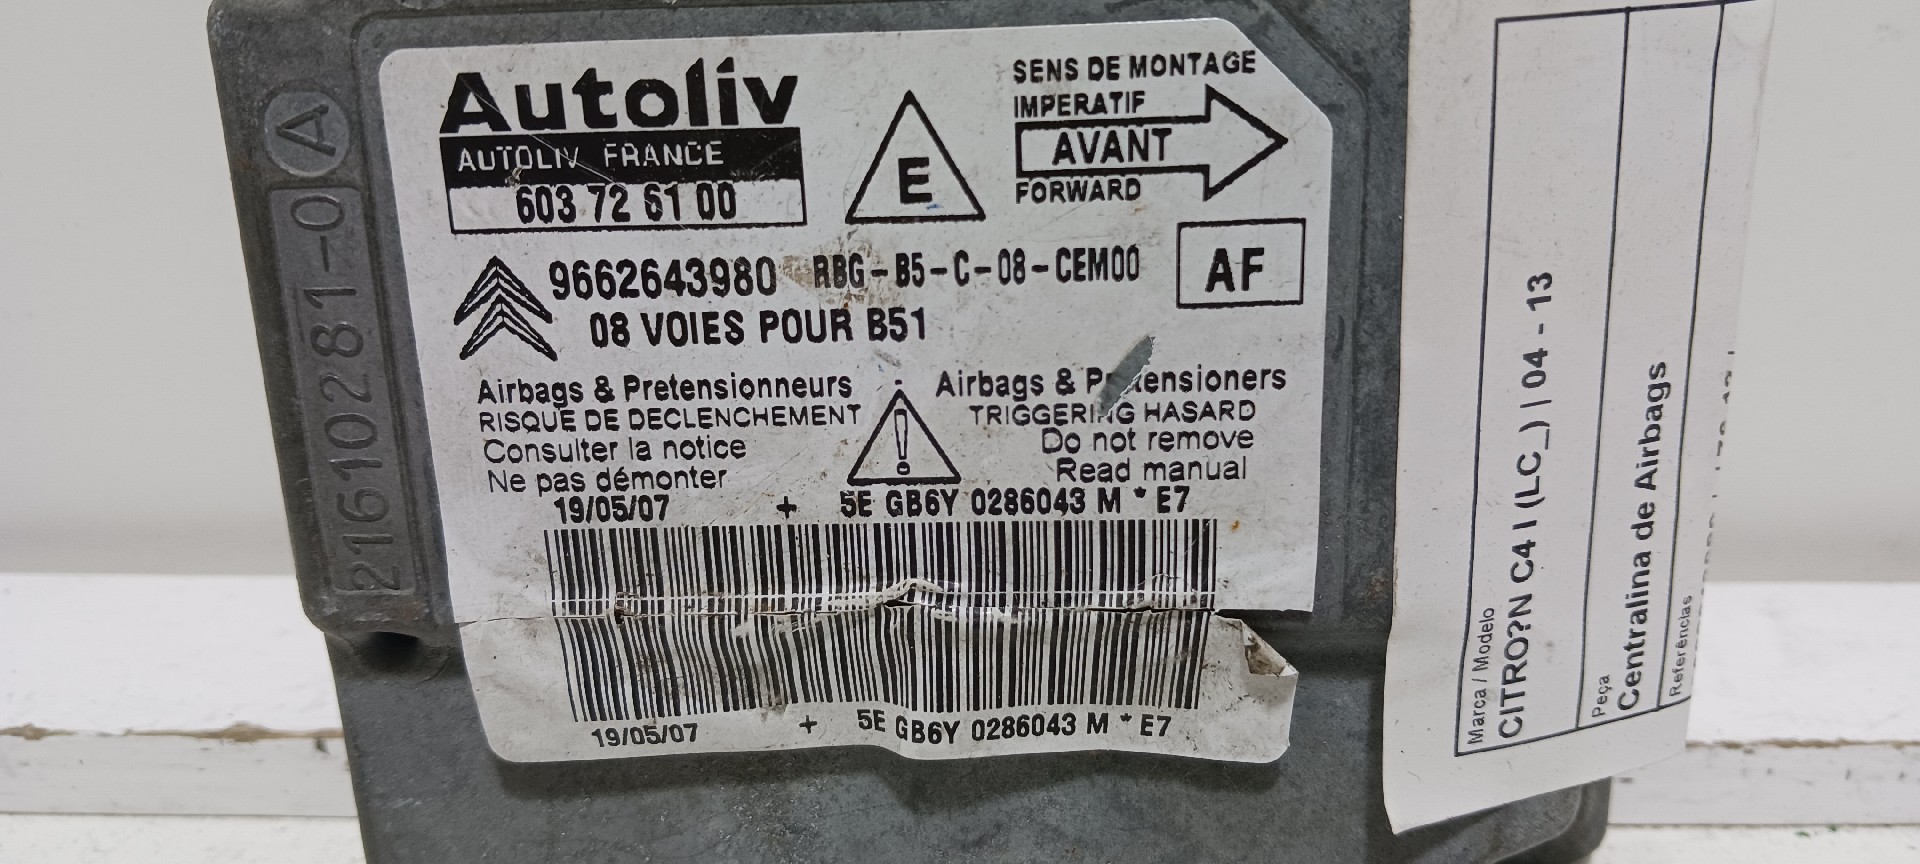 Autoliv
AUTOLIV FRANCE
603 72 61 00
E
SENS DE MONTAGE
IMPERATIF
AVANT
FORWARD
9662643980 RBG-B5-C-08-CEM00
AF
08 VOIES POUR B51
Airbags & Pretensionneurs
RISQUE DE DECLENCHEMENT
Consulter la notice
Ne pas démonter
!
Airbags & Pretensioners
TRIGGERING HASARD
Do not remove
Read manual
19/05/07 + 5E GB6Y 0286043 M * E7
19/05/07 + 5E GB6Y 0286043 M * E7
21610281-0 A
Marca / Modelo
CITRO?N C4 I (LC_) | 04 - 13
Peça
Centralina de Airbags
Referências